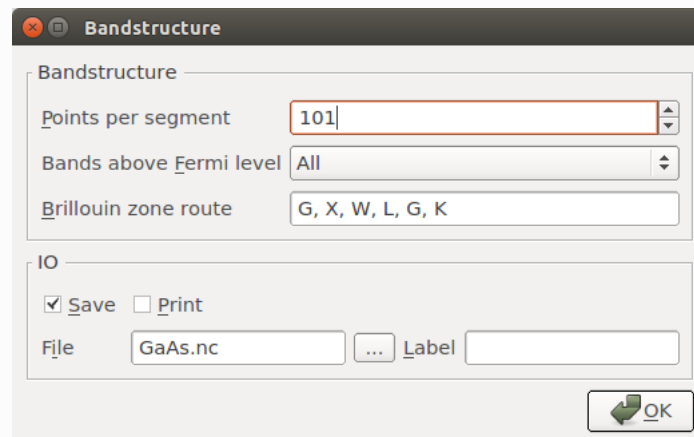 Bandstructure
Bandstructure
Points per segment 101
Bands above Fermi level All
Brillouin zone route G, X, W, L, G, K
IO
Save Print
File GaAs.nc ... Label
OK